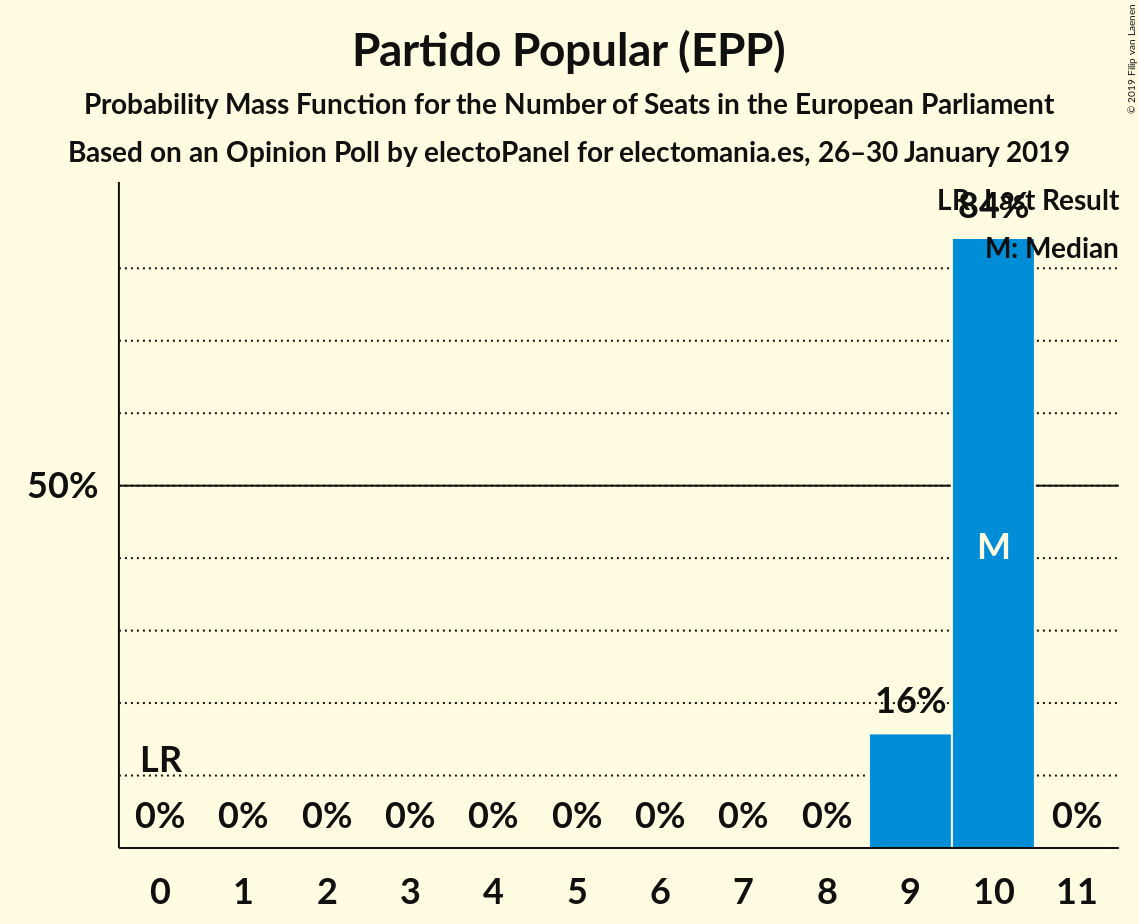 Partido Popular (EPP)
Probability Mass Function for the Number of Seats in the European Parliament
Based on an Opinion Poll by electoPanel for electomania.es, 26–30 January 2019
© 2019 Filip van Laenen
LR: Last Result
84%
M: Median
50%
M
16%
LR
0% 0% 0% 0% 0% 0% 0% 0% 0% 0%
0 1 2 3 4 5 6 7 8 9 10 11